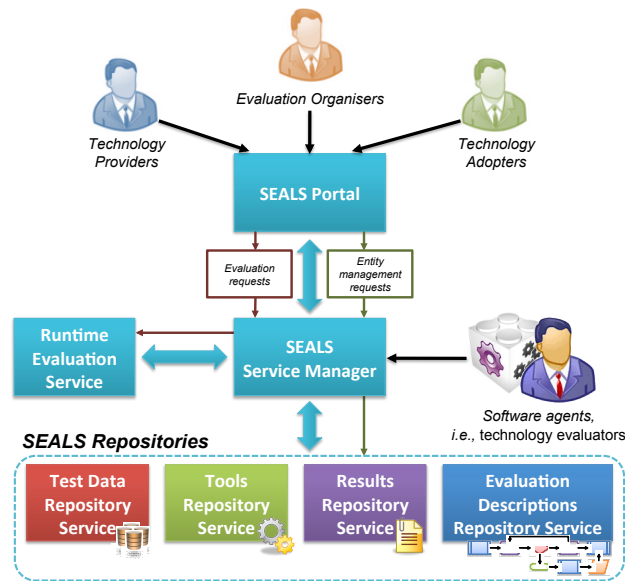 Evaluation Organisers
Technology
Providers
Technology
Adopters
SEALS Portal
Evaluation
requests
Entity
management
requests
Runtime
Evaluation
Service
SEALS
Service Manager
Software agents,
i.e., technology evaluators
SEALS Repositories
Test Data
Repository
Service
Tools
Repository
Service
Results
Repository
Service
Evaluation
Descriptions
Repository Service